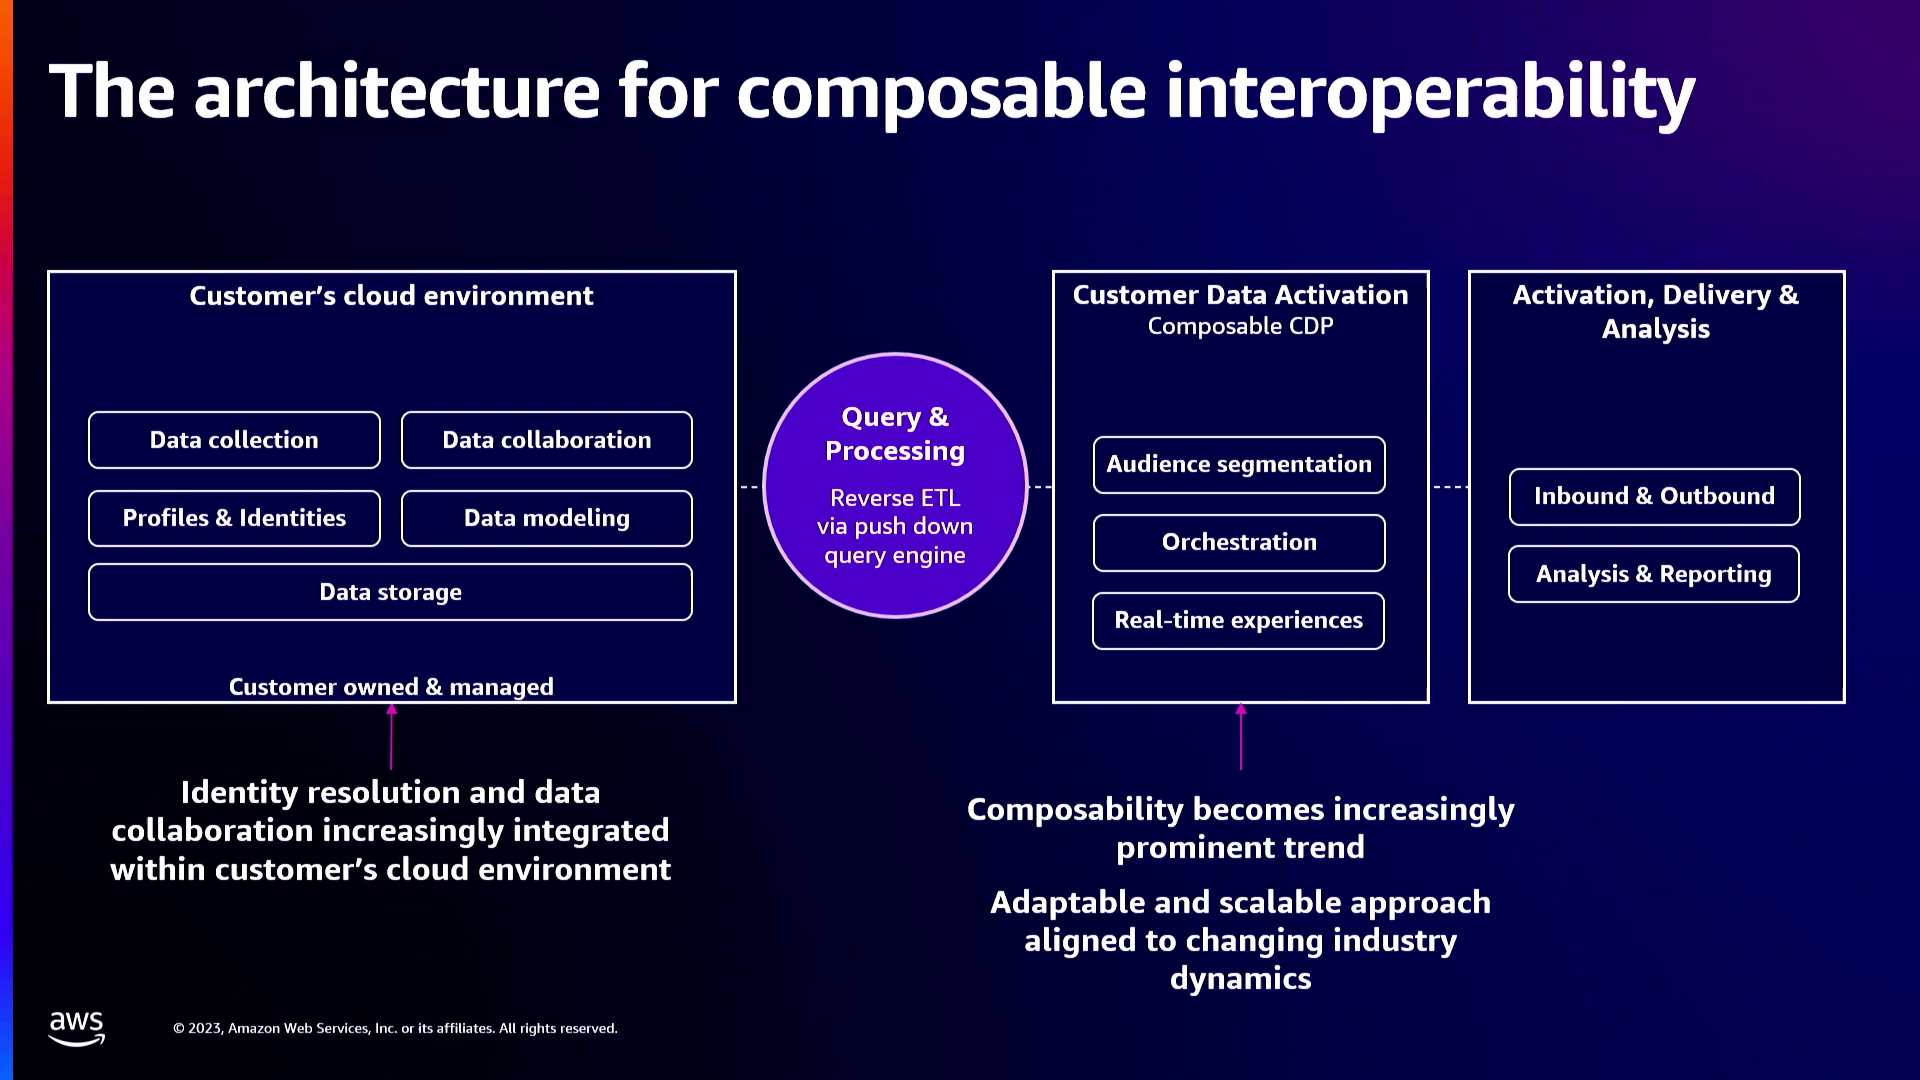 The architecture for composable interoperability
Customer’s cloud environment
Data collection
Data collaboration
Profiles & Identities
Data modeling
Data storage
Customer owned & managed
Query &
Processing
Reverse ETL
via push down
query engine
Customer Data Activation
Composable CDP
Audience segmentation
Orchestration
Real-time experiences
Activation, Delivery &
Analysis
Inbound & Outbound
Analysis & Reporting
Identity resolution and data
collaboration increasingly integrated
within customer’s cloud environment
Composability becomes increasingly
prominent trend
Adaptable and scalable approach
aligned to changing industry
dynamics
aws
© 2023, Amazon Web Services, Inc. or its affiliates. All rights reserved.